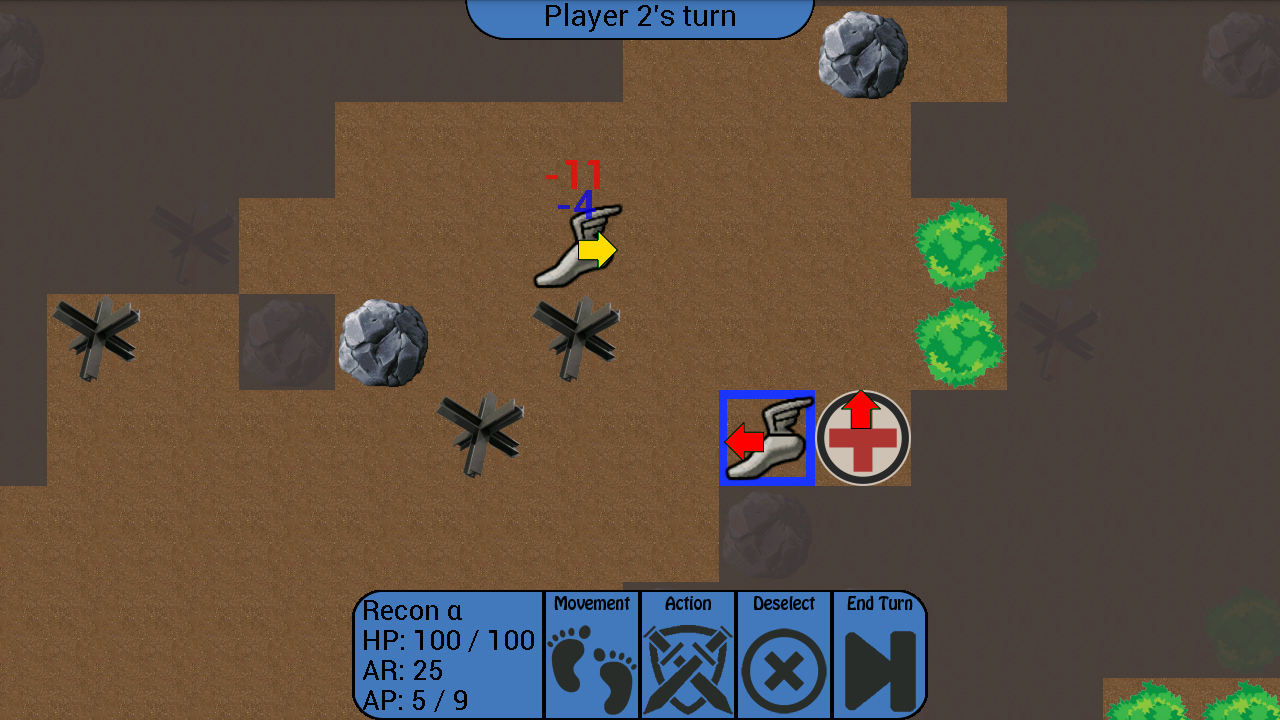 Player 2's turn
-11
-4
Recon α
HP: 100 / 100
AR: 25
AP: 5 / 9
Movement
Action
Deselect
End Turn